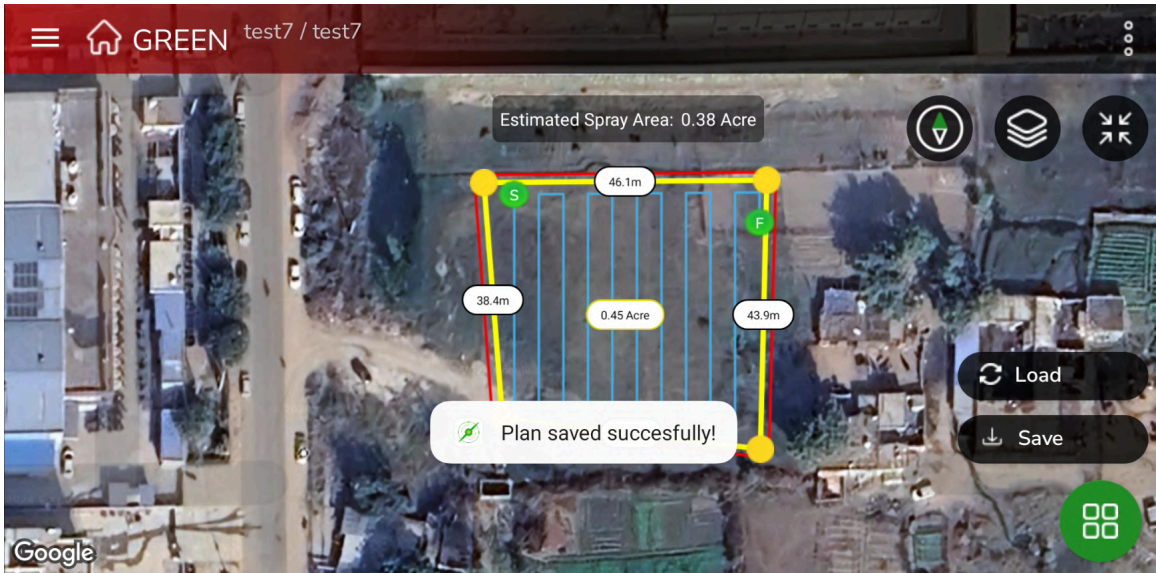 GREEN
test7 / test7
Estimated Spray Area: 0.38 Acre
46.1m
S
F
38.4m
0.45 Acre
43.9m
Load
Plan saved succesfully!
Save
Google